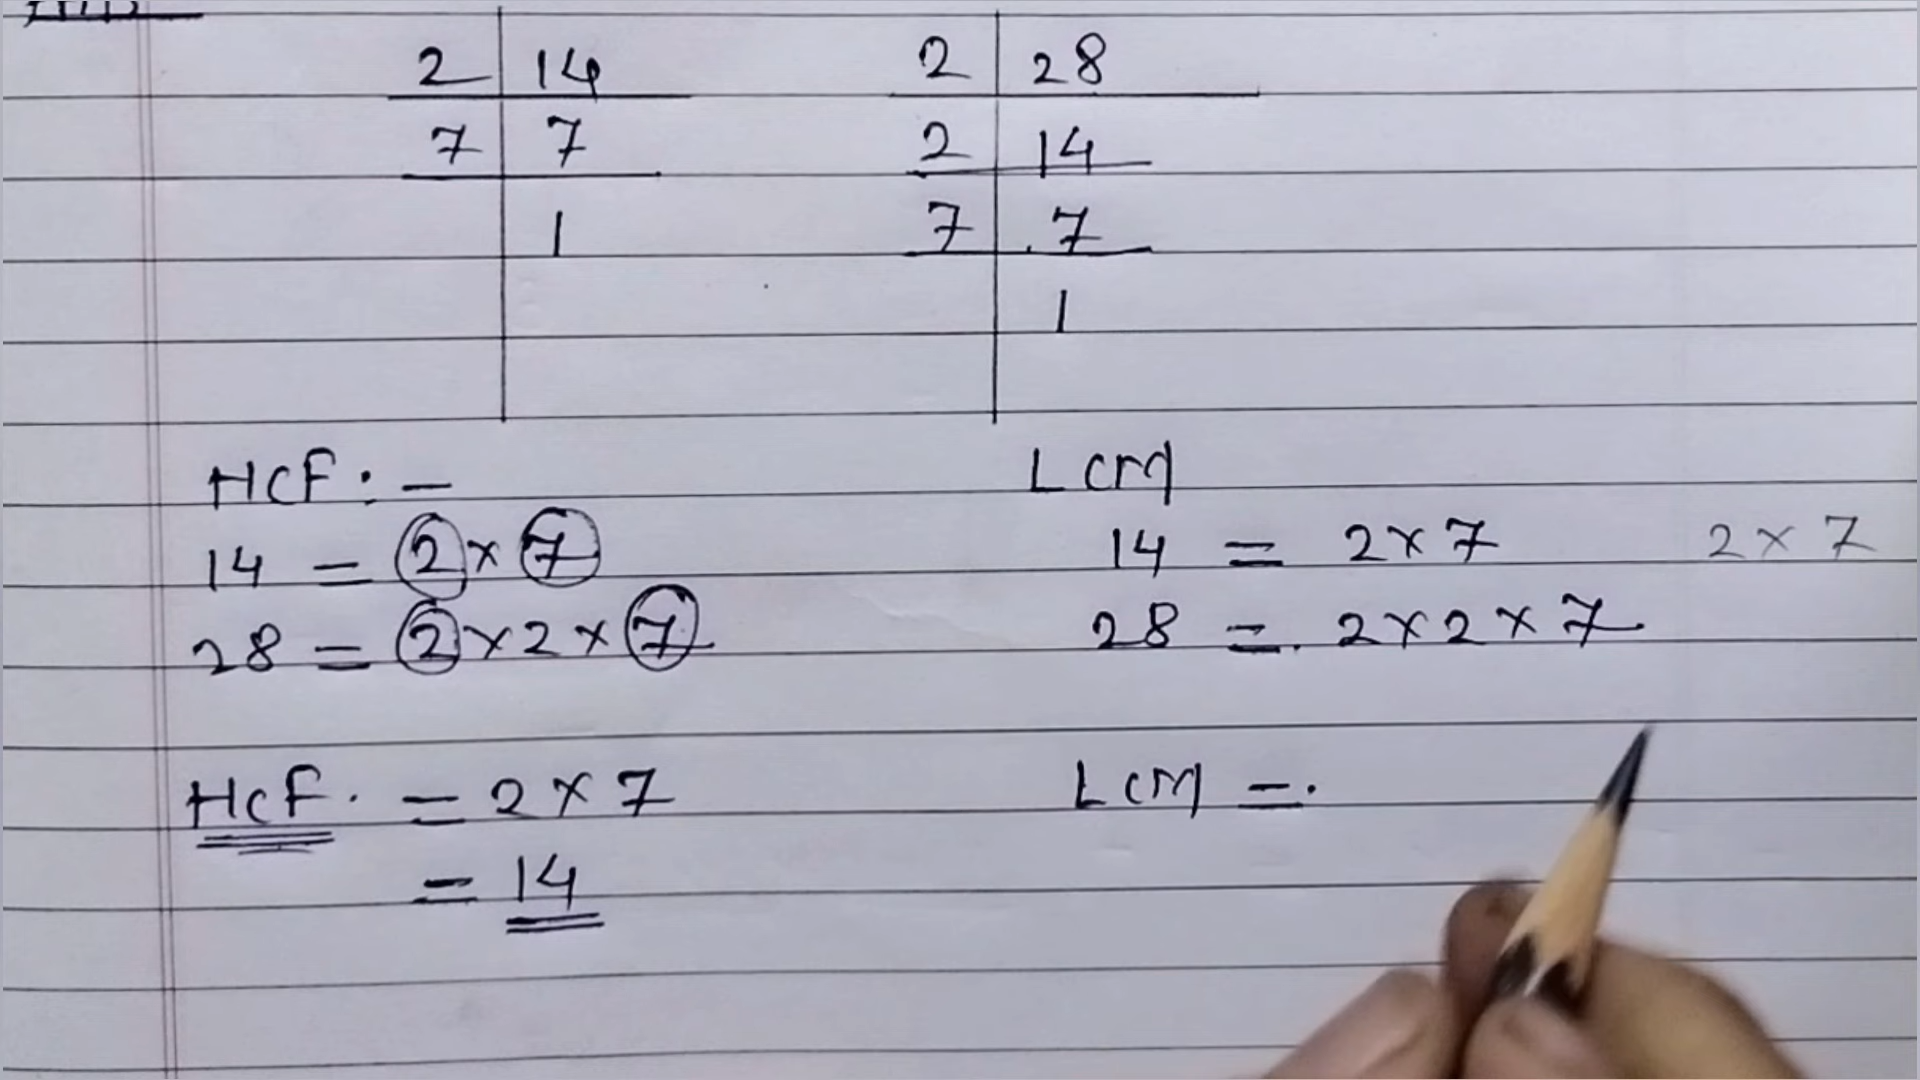 2 | 14
7 | 7
1
2 | 28
2 | 14
7 | 7
1
HCF : –
14 = 2 × 7
28 = 2 × 2 × 7
HCF. = 2 × 7
= 14
LCM
14 = 2 × 7 2 × 7
28 = 2 × 2 × 7
LCM =